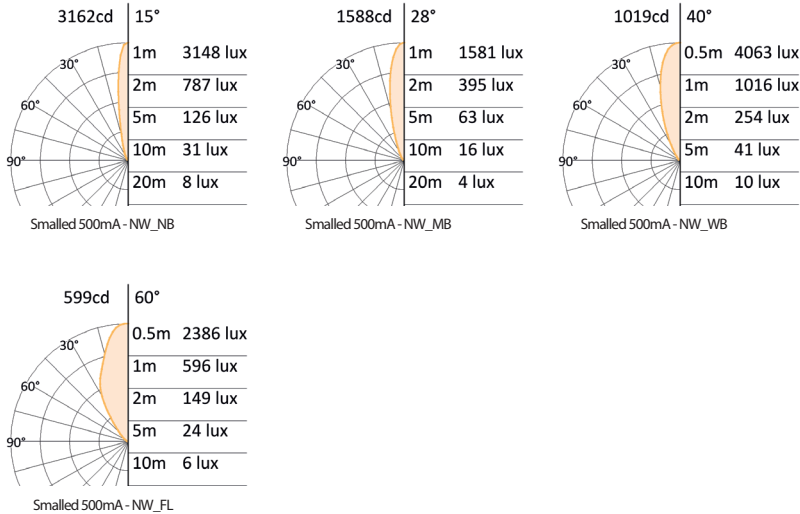 3162cd 15°
1m 3148 lux
30°
2m 787 lux
60°
5m 126 lux
90°
10m 31 lux
20m 8 lux
Smalled 500mA - NW_NB
1588cd 28°
1m 1581 lux
30°
2m 395 lux
60°
5m 63 lux
90°
10m 16 lux
20m 4 lux
Smalled 500mA - NW_MB
1019cd 40°
0.5m 4063 lux
30°
1m 1016 lux
60°
2m 254 lux
90°
5m 41 lux
10m 10 lux
Smalled 500mA - NW_WB
599cd 60°
0.5m 2386 lux
30°
1m 596 lux
60°
2m 149 lux
90°
5m 24 lux
10m 6 lux
Smalled 500mA - NW_FL